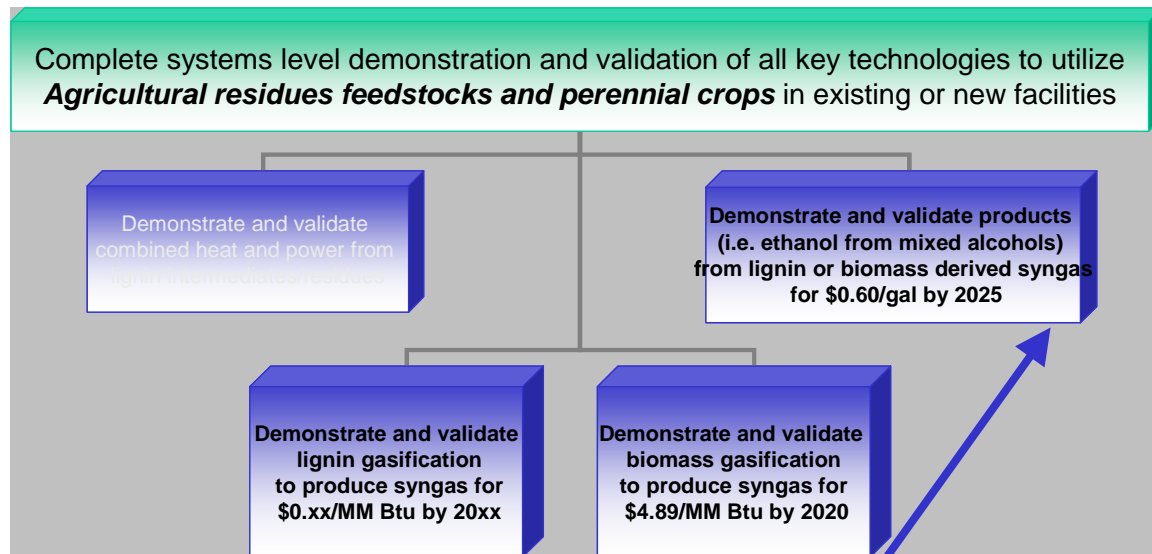 Complete systems level demonstration and validation of all key technologies to utilize
Agricultural residues feedstocks and perennial crops in existing or new facilities
Demonstrate and validate
combined heat and power from
lignin intermediates/residues
Demonstrate and validate products
(i.e. ethanol from mixed alcohols)
from lignin or biomass derived syngas
for $0.60/gal by 2025
Demonstrate and validate
lignin gasification
to produce syngas for
$0.xx/MM Btu by 20xx
Demonstrate and validate
biomass gasification
to produce syngas for
$4.89/MM Btu by 2020